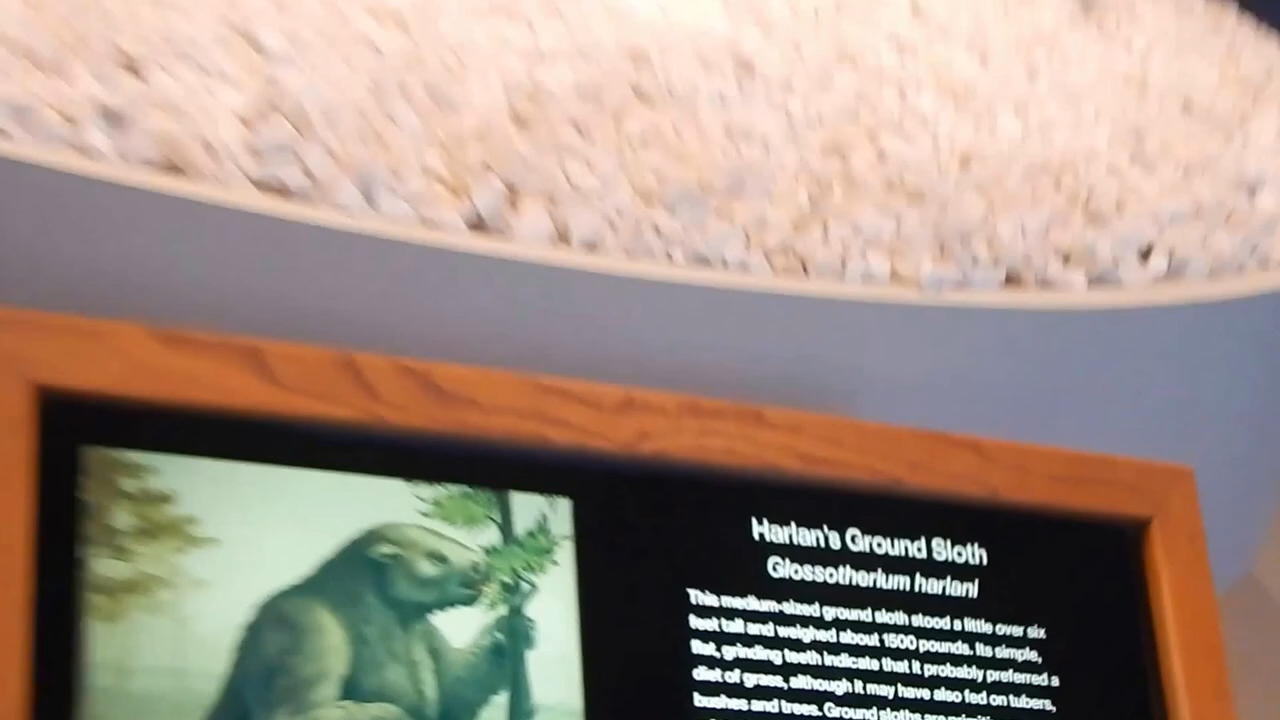 Harlan's Ground Sloth
Glossotherium harlani
This medium-sized ground sloth stood a little over six
feet tall and weighed about 1500 pounds. Its simple,
flat, grinding teeth indicate that it probably preferred a
diet of grass, although it may have also fed on tubers,
bushes and trees. Ground sloths are